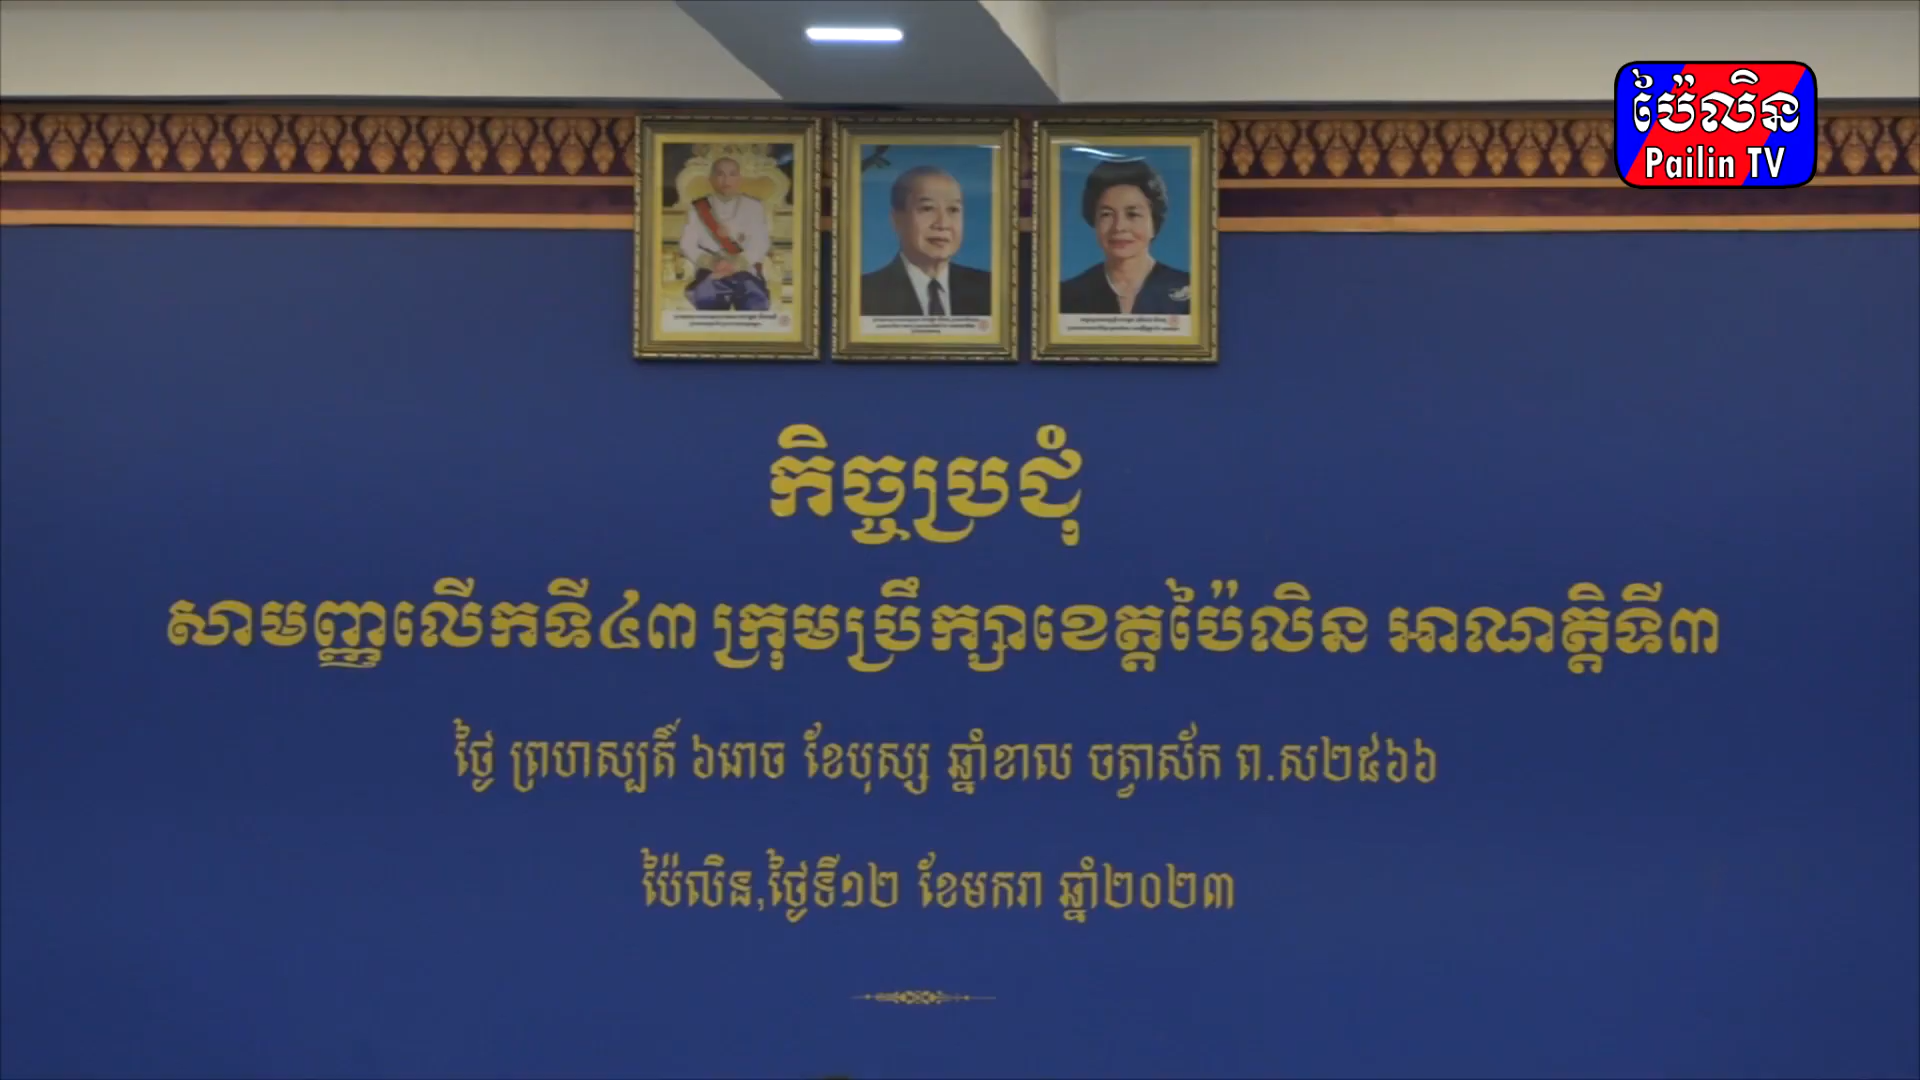 ប៉ៃលិន
Pailin TV
កិច្ចប្រជុំ
សាមញ្ញលើកទី៤៣ ក្រុមប្រឹក្សាខេត្តប៉ៃលិន អាណត្តិទី៣
ថ្ងៃ ព្រហស្បតិ៍ ៦រោច ខែបុស្ស ឆ្នាំខាល ចត្វាស័ក ព.ស២៥៦៦
ប៉ៃលិន,ថ្ងៃទី១២ ខែមករា ឆ្នាំ២០២៣